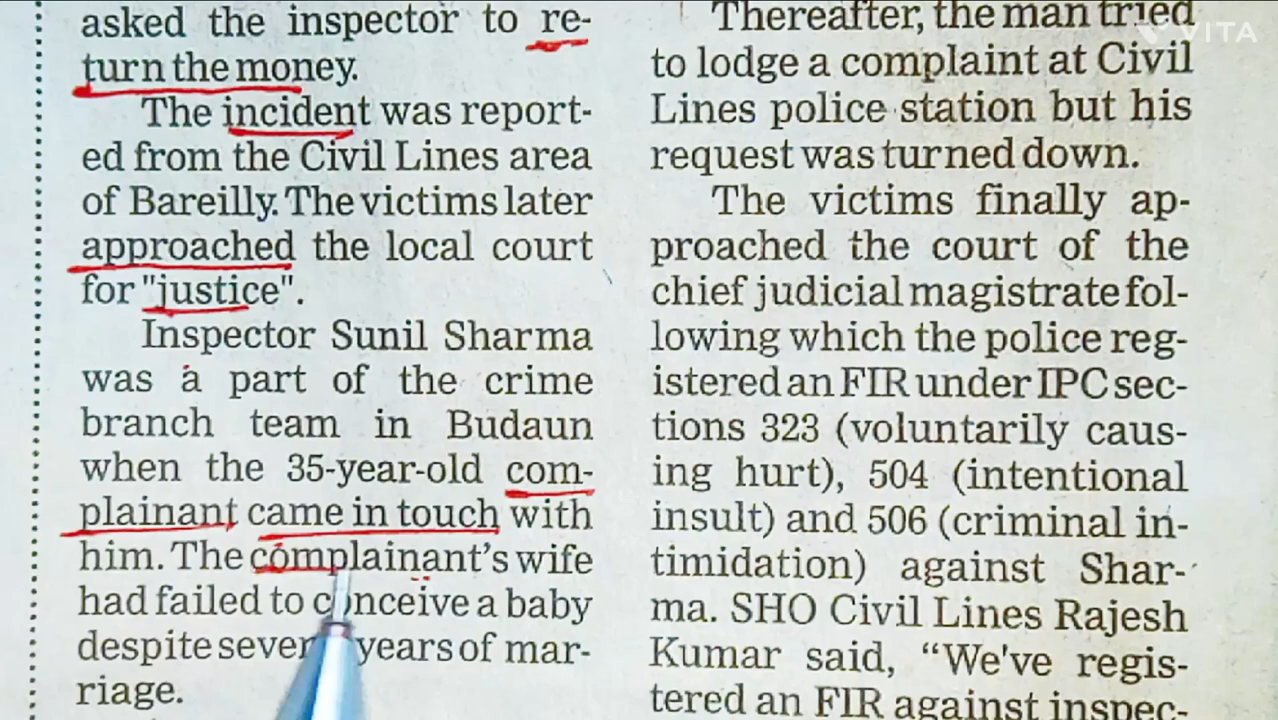 asked the inspector to re-
turn the money.
The incident was report-
ed from the Civil Lines area
of Bareilly. The victims later
approached the local court
for "justice".
Inspector Sunil Sharma
was a part of the crime
branch team in Budaun
when the 35-year-old com-
plainant came in touch with
him. The complainant's wife
had failed to conceive a baby
despite years of mar-
riage.
Thereafter, the man tried
to lodge a complaint at Civil
Lines police station but his
request was turned down.
The victims finally ap-
proached the court of the
chief judicial magistrate fol-
lowing which the police reg-
istered an FIR under IPC sec-
tions 323 (voluntarily caus-
ing hurt), 504 (intentional
insult) and 506 (criminal in-
timidation) against Shar-
ma. SHO Civil Lines Rajesh
Kumar said, “We've regis-
tered an FIR against inspec-
VITA